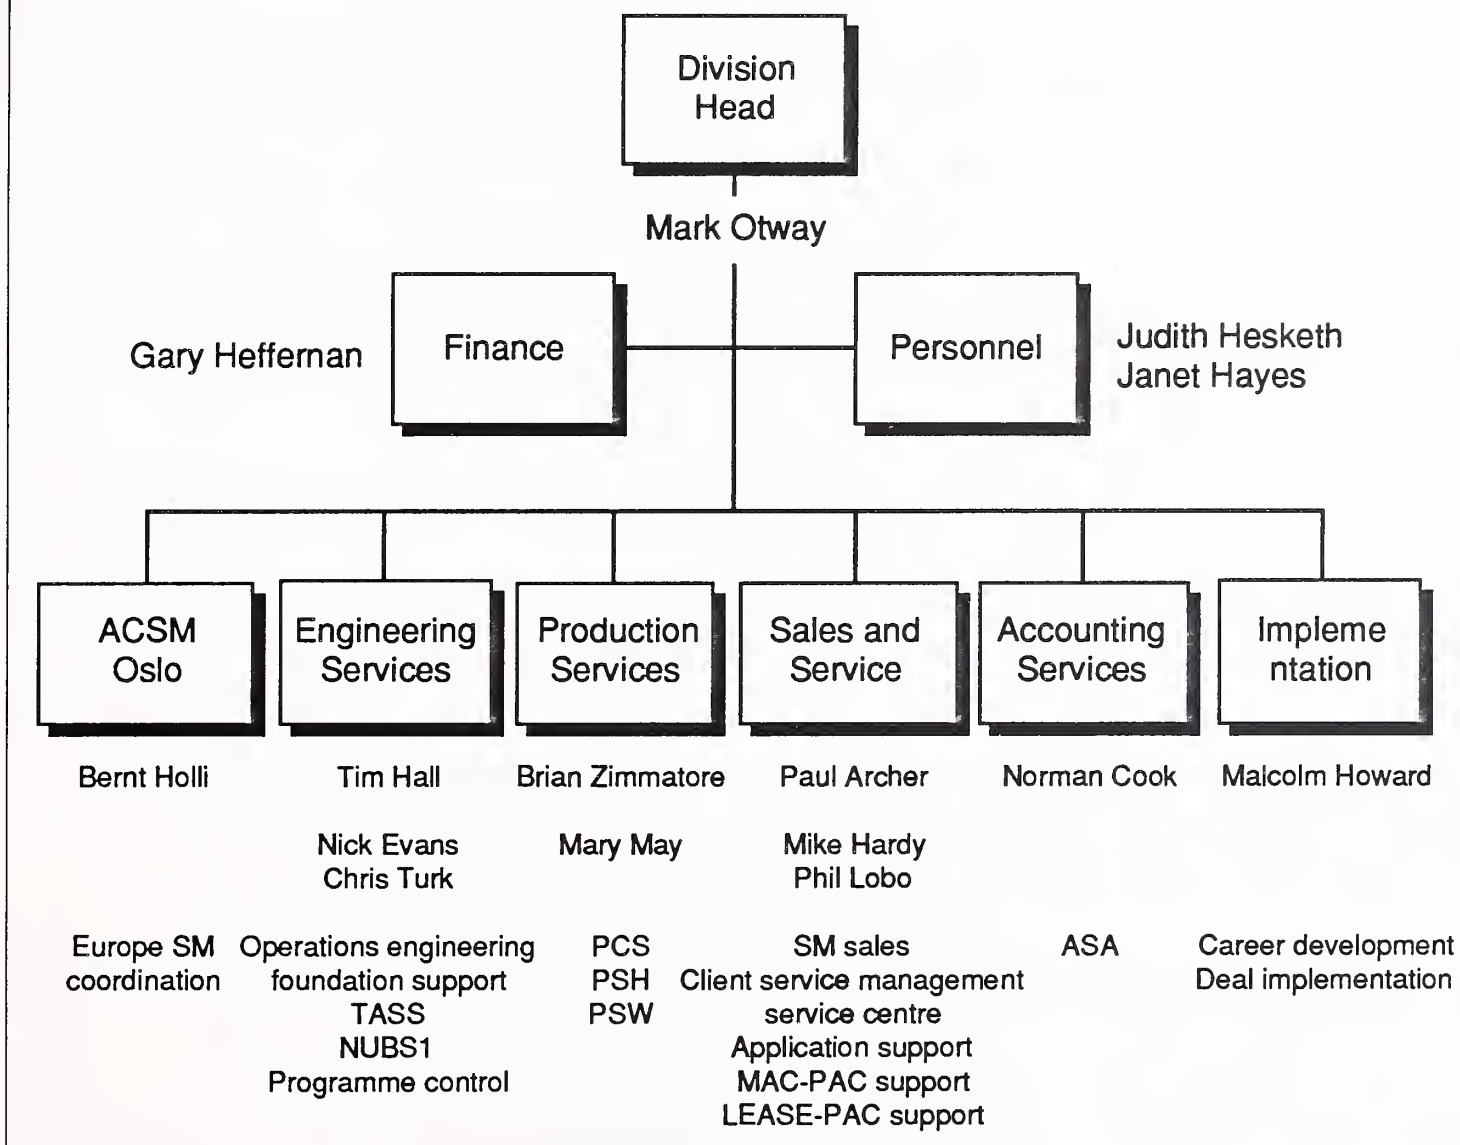 Division
Head
Mark Otway
Gary Heffernan
Finance
Personnel
Judith Hesketh
Janet Hayes
ACSM
Oslo
Engineering
Services
Production
Services
Sales and
Service
Accounting
Services
Impleme
ntation
Bernt Holli
Tim Hall
Brian Zimmatore
Paul Archer
Norman Cook
Malcolm Howard
Nick Evans
Chris Turk
Mary May
Mike Hardy
Phil Lobo
Europe SM
coordination
Operations engineering
foundation support
TASS
NUBS1
Programme control
PCS
PSH
PSW
SM sales
Client service management
service centre
Application support
MAC-PAC support
LEASE-PAC support
ASA
Career development
Deal implementation